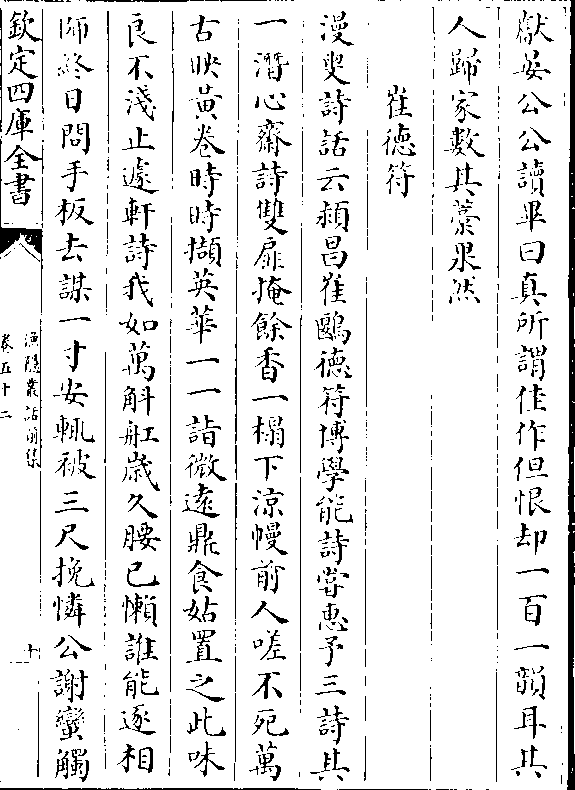 獻晏公公讀畢曰真所謂佳作但恨却一百一韻耳其
人歸家數其藁果然
崔德符
漫叟詩話云潁昌崔鷗德符博學能詩嘗惠予三詩其
一潛心齋詩雙扉掩餘香一榻下凉幔前人嗟不死萬
古映黄卷時時擷英華一一詣微遠鼎食姑置之此味
良不淺止遽軒詩我如萬斛舡歲久腰已懶誰能逐相
師終日問手板去謀一寸安輒被三尺挽憐公謝蠻觸
欽定四庫全書
漁隱叢話前集
卷五十二
十